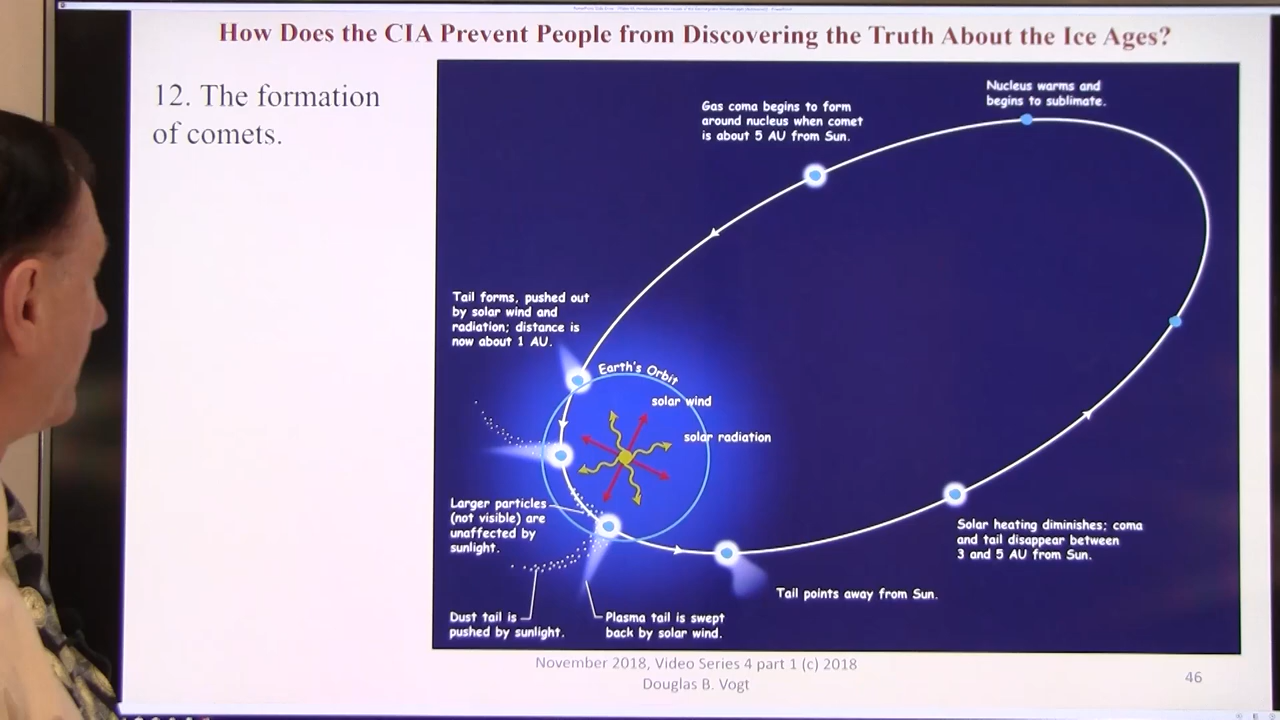 How Does the CIA Prevent People from Discovering the Truth About the Ice Ages?
12. The formation
of comets.
Nucleus warms and
begins to sublimate.
Gas coma begins to form
around nucleus when comet
is about 5 AU from Sun.
Tail forms, pushed out
by solar wind and
radiation; distance is
now about 1 AU.
Earth's Orbit
solar wind
solar radiation
Larger particles
(not visible) are
unaffected by
sunlight.
Solar heating diminishes; coma
and tail disappear between
3 and 5 AU from Sun.
Tail points away from Sun.
Dust tail is
pushed by sunlight.
Plasma tail is swept
back by solar wind.
November 2018, Video Series 4 part 1 (c) 2018
Douglas B. Vogt
46